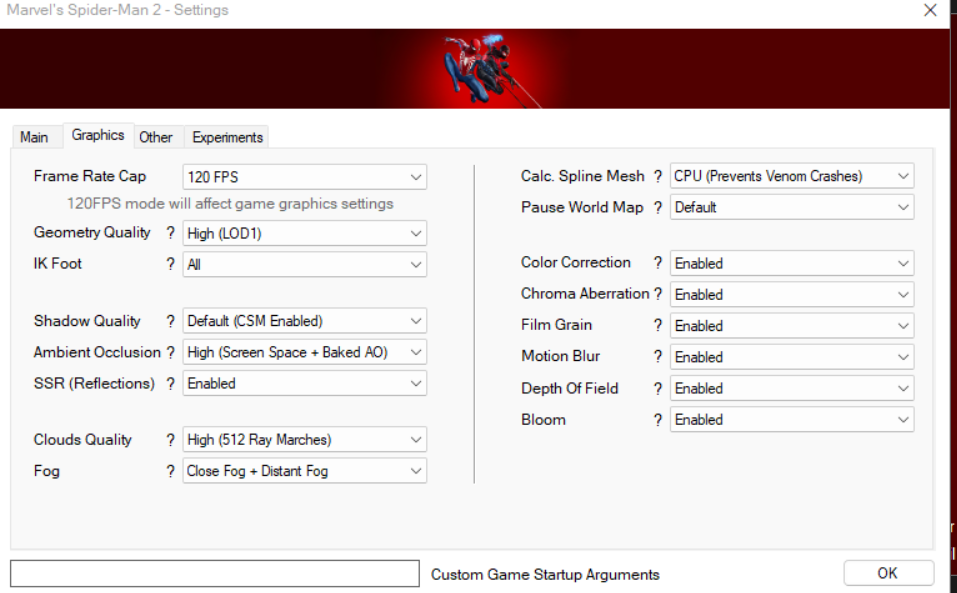 Marvel's Spider-Man 2 - Settings
Main Graphics Other Experiments
Frame Rate Cap 120 FPS
120FPS mode will affect game graphics settings
Geometry Quality ? High (LOD1)
IK Foot ? All
Shadow Quality ? Default (CSM Enabled)
Ambient Occlusion ? High (Screen Space + Baked AO)
SSR (Reflections) ? Enabled
Clouds Quality ? High (512 Ray Marches)
Fog ? Close Fog + Distant Fog
Calc. Spline Mesh ? CPU (Prevents Venom Crashes)
Pause World Map ? Default
Color Correction ? Enabled
Chroma Aberration ? Enabled
Film Grain ? Enabled
Motion Blur ? Enabled
Depth Of Field ? Enabled
Bloom ? Enabled
Custom Game Startup Arguments
OK